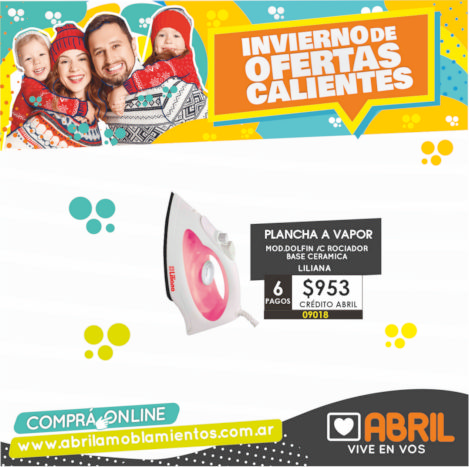 INVIERNO DE
OFERTAS
CALIENTES
Liliana
PLANCHA A VAPOR
MOD.DOLFIN /C ROCIADOR
BASE CERAMICA
LILIANA
6
PAGOS
$953
CRÉDITO ABRIL
09018
COMPRÁ ONLINE
www.abrilamoblamientos.com.ar
ABRIL
VIVE EN VOS